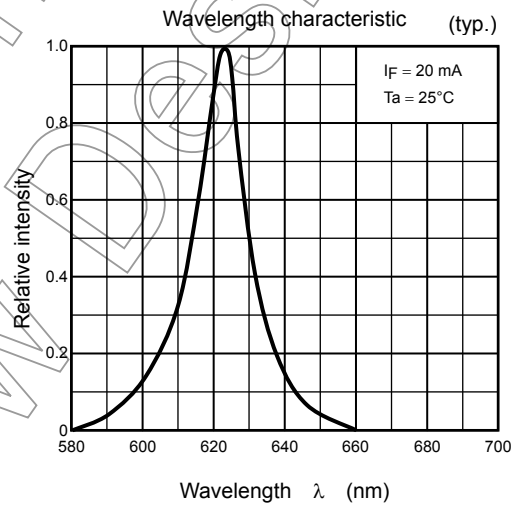 Wavelength characteristic (typ.)
IF = 20 mA
Ta = 25°C
Relative intensity
1.0
0.8
0.6
0.4
0.2
0
580 600 620 640 660 680 700
Wavelength λ (nm)